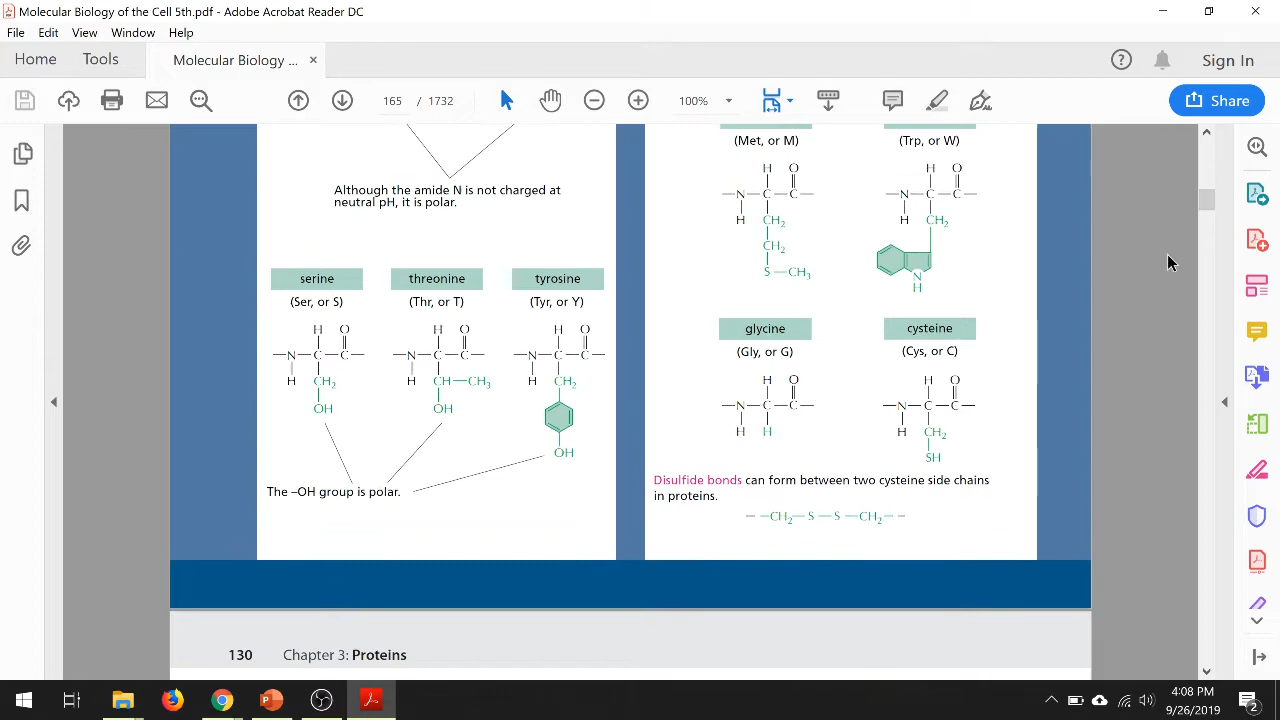 Molecular Biology of the Cell 5th.pdf - Adobe Acrobat Reader DC
File Edit View Window Help
Home Tools Molecular Biology ... × Sign In
165 / 1732 100% Share
Although the amide N is not charged at
neutral pH, it is polar.
serine threonine tyrosine
(Ser, or S) (Thr, or T) (Tyr, or Y)
H O H O H O
N C C N C C N C C
H CH2 H CH—CH3 H CH2
OH OH
OH
The –OH group is polar.
(Met, or M) (Trp, or W)
H O H O
N C C N C C
H CH2 H CH2
CH2
S—CH3 N
H
glycine cysteine
(Gly, or G) (Cys, or C)
H O H O
N C C N C C
H H H CH2
SH
Disulfide bonds can form between two cysteine side chains
in proteins.
— —CH2—S—S—CH2— —
130 Chapter 3: Proteins
4:08 PM
9/26/2019
2